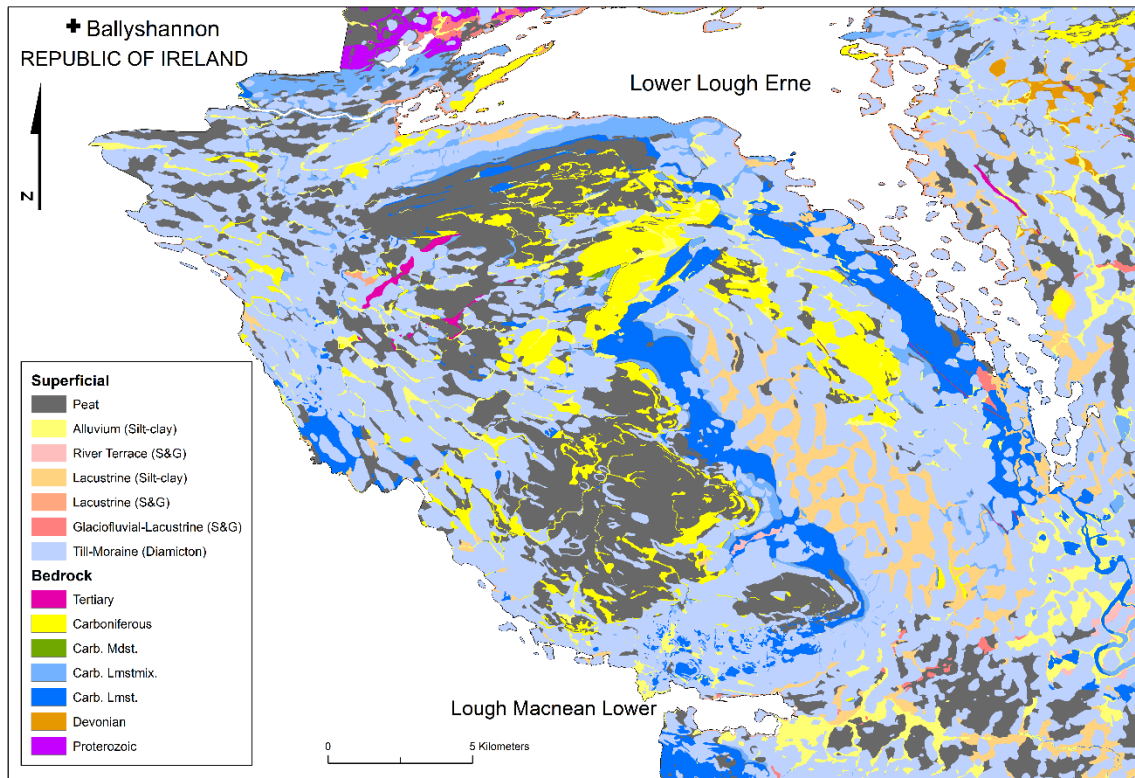 ✚ Ballyshannon
REPUBLIC OF IRELAND
Lower Lough Erne
N
Superficial
Peat
Alluvium (Silt-clay)
River Terrace (S&G)
Lacustrine (Silt-clay)
Lacustrine (S&G)
Glaciofluvial-Lacustrine (S&G)
Till-Moraine (Diamicton)
Bedrock
Tertiary
Carboniferous
Carb. Mdst.
Carb. Lmstmix.
Carb. Lmst.
Devonian
Proterozoic
Lough Macnean Lower
0 5 Kilometers